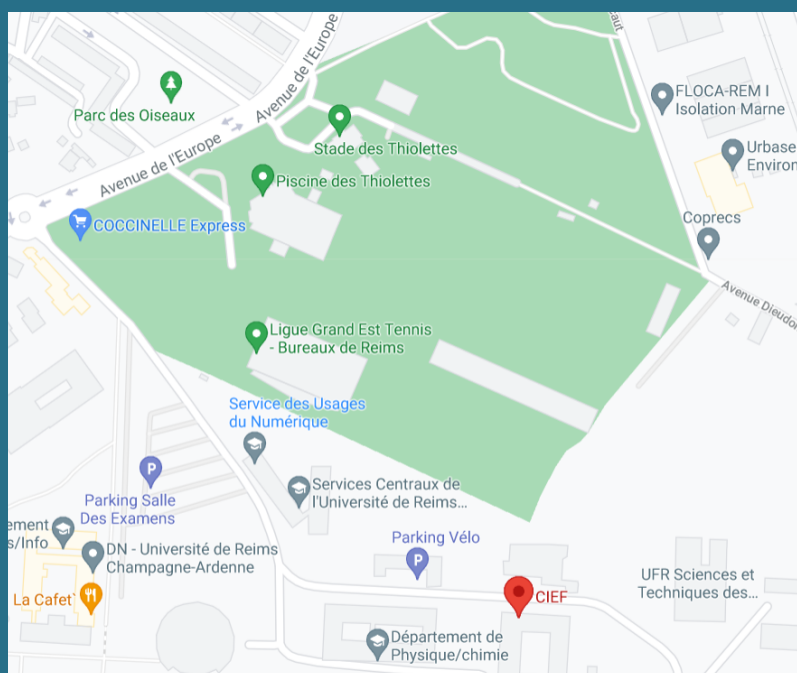 Avenue de l'Europe
Parc des Oiseaux
Avenue de l'Europe
Stade des Thiolettes
Piscine des Thiolettes
COCCINELLE Express
FLOCA-REM I
Isolation Marne
Urbase
Environ
Coprecs
Avenue Dieudon
Ligue Grand Est Tennis
- Bureaux de Reims
Service des Usages
du Numérique
Services Centraux de
l'Université de Reims...
P
Parking Salle
Des Examens
Parking Vélo
P
ement
s/Info
DN - Université de Reims
Champagne-Ardenne
La Cafet`
CIEF
UFR Sciences et
Techniques des...
Département de
Physique/chimie